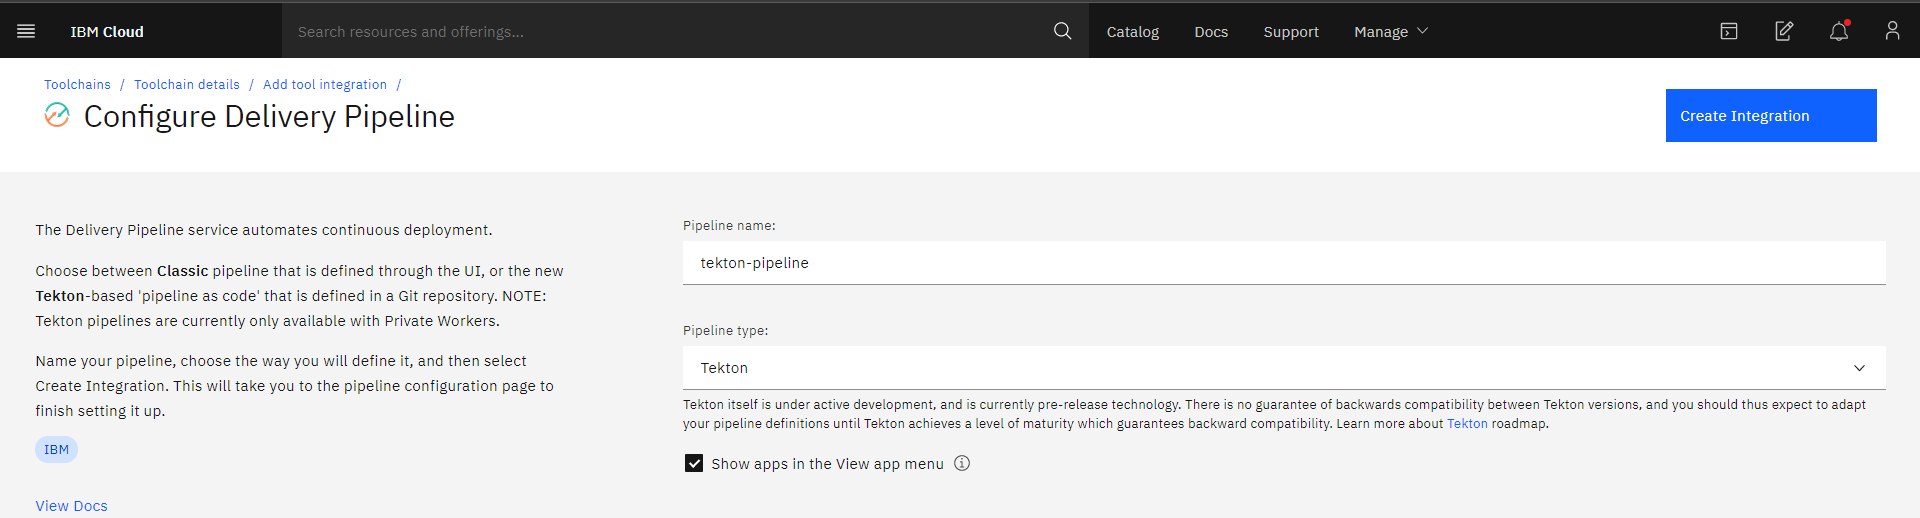 IBM Cloud
Search resources and offerings...
Catalog
Docs
Support
Manage
Toolchains / Toolchain details / Add tool integration /
Configure Delivery Pipeline
Create Integration
The Delivery Pipeline service automates continuous deployment.
Choose between Classic pipeline that is defined through the UI, or the new
Tekton-based 'pipeline as code' that is defined in a Git repository. NOTE:
Tekton pipelines are currently only available with Private Workers.
Name your pipeline, choose the way you will define it, and then select
Create Integration. This will take you to the pipeline configuration page to
finish setting it up.
IBM
View Docs
Pipeline name:
tekton-pipeline
Pipeline type:
Tekton
Tekton itself is under active development, and is currently pre-release technology. There is no guarantee of backwards compatibility between Tekton versions, and you should thus expect to adapt
your pipeline definitions until Tekton achieves a level of maturity which guarantees backward compatibility. Learn more about Tekton roadmap.
Show apps in the View app menu